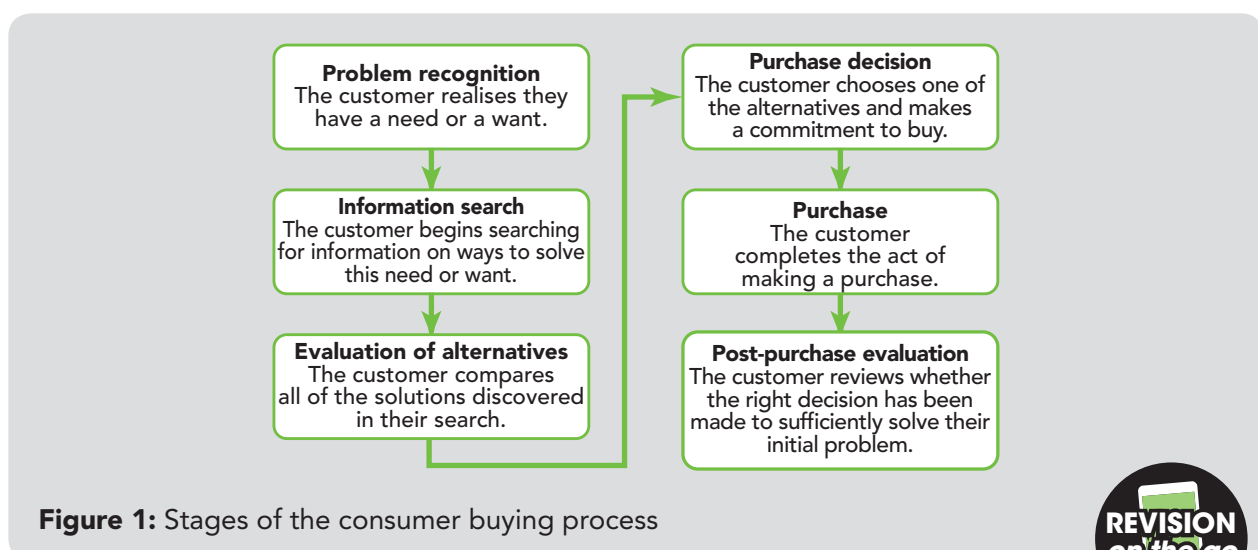 Problem recognition
The customer realises they
have a need or a want.
Information search
The customer begins searching
for information on ways to solve
this need or want.
Evaluation of alternatives
The customer compares
all of the solutions discovered
in their search.
Purchase decision
The customer chooses one of
the alternatives and makes
a commitment to buy.
Purchase
The customer
completes the act of
making a purchase.
Post-purchase evaluation
The customer reviews whether
the right decision has been
made to sufficiently solve their
initial problem.
Figure 1: Stages of the consumer buying process
REVISION
on the go